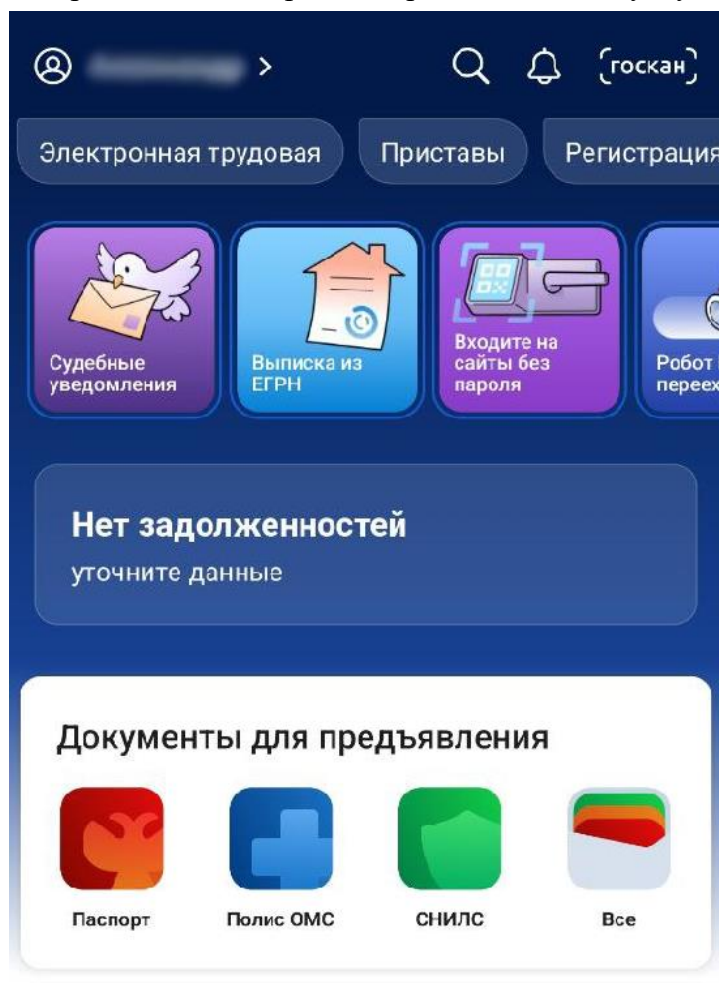 [госкан]
Электронная трудовая
Приставы
Регистрация
Судебные
уведомления
Выписка из
ЕГРН
Входите на
сайты без
пароля
Робот
переех
Нет задолженностей
уточните данные
Документы для предъявления
Паспорт
Полис ОМС
СНИЛС
Все